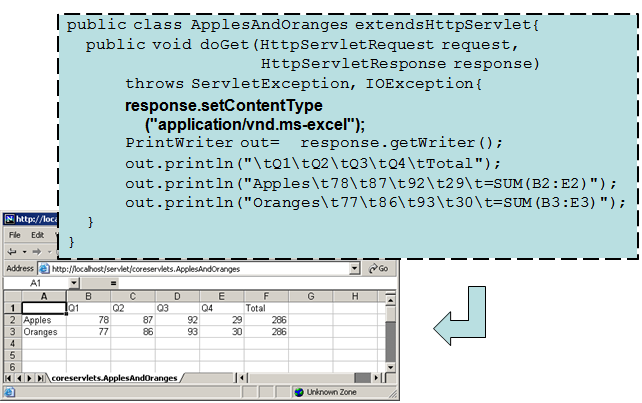 public class ApplesAndOranges extendsHttpServlet{
public void doGet(HttpServletRequest request,
HttpServletResponse response)
throws ServletException, IOException{
response.setContentType
("application/vnd.ms-excel");
PrintWriter out= response.getWriter();
out.println("\tQ1\tQ2\tQ3\tQ4\tTotal");
out.println("Apples\t78\t87\t92\t29\t=SUM(B2:E2)");
out.println("Oranges\t77\t86\t93\t30\t=SUM(B3:E3)");
}
}
http://loca
File Edit
Address http://localhost/servlet/coreservlets.ApplesAndOranges Go
A1 =
A B C D E F G H
1 Q1 Q2 Q3 Q4 Total
2 Apples 78 87 92 29 286
3 Oranges 77 86 93 30 286
4
5
6
coreservlets.ApplesAndOranges
Unknown Zone